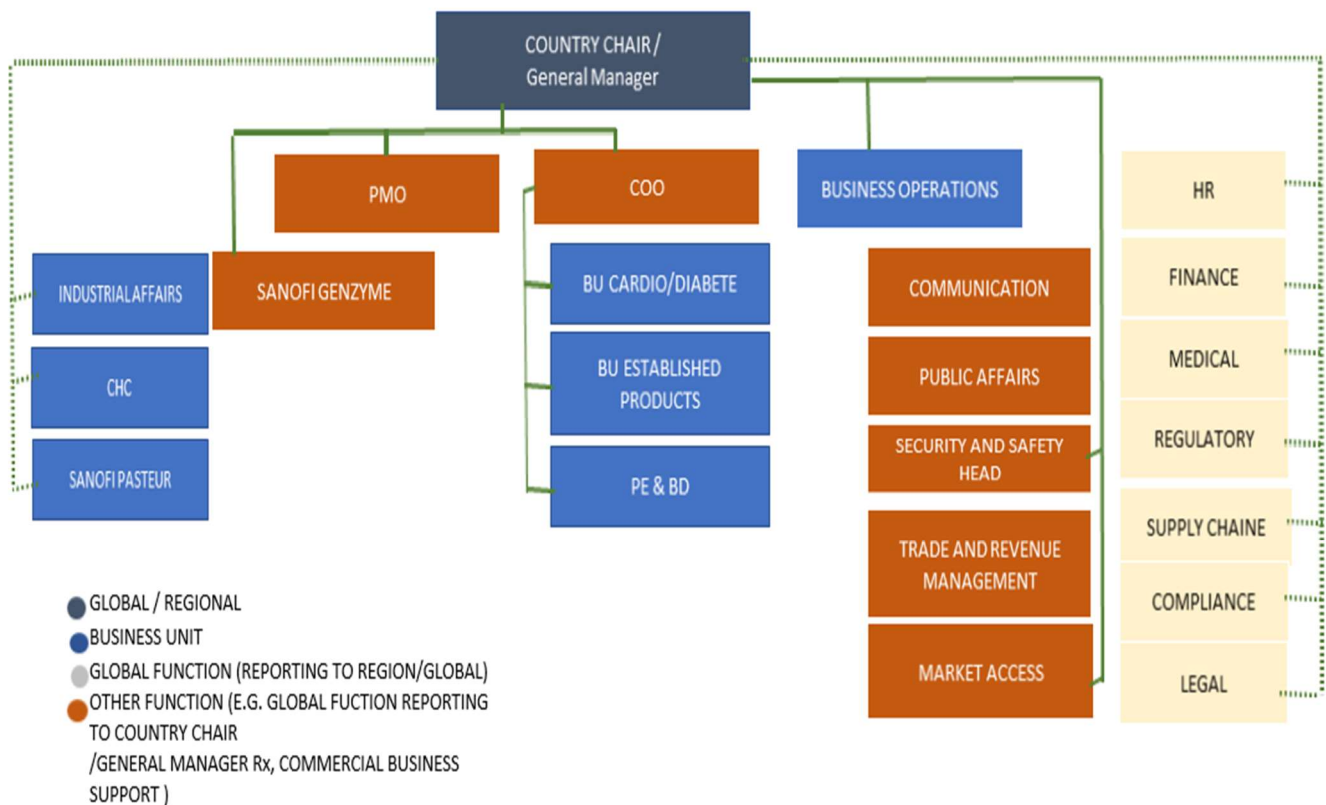 COUNTRY CHAIR /
General Manager
PMO
COO
BUSINESS OPERATIONS
HR
INDUSTRIAL AFFAIRS
SANOFI GENZYME
BU CARDIO/DIABETE
COMMUNICATION
FINANCE
CHC
BU ESTABLISHED
PRODUCTS
PUBLIC AFFAIRS
MEDICAL
SANOFI PASTEUR
PE & BD
SECURITY AND SAFETY
HEAD
REGULATORY
TRADE AND REVENUE
MANAGEMENT
SUPPLY CHAINE
COMPLIANCE
MARKET ACCESS
LEGAL
GLOBAL / REGIONAL
BUSINESS UNIT
GLOBAL FUNCTION (REPORTING TO REGION/GLOBAL)
OTHER FUNCTION (E.G. GLOBAL FUCTION REPORTING
TO COUNTRY CHAIR
/GENERAL MANAGER Rx, COMMERCIAL BUSINESS
SUPPORT )